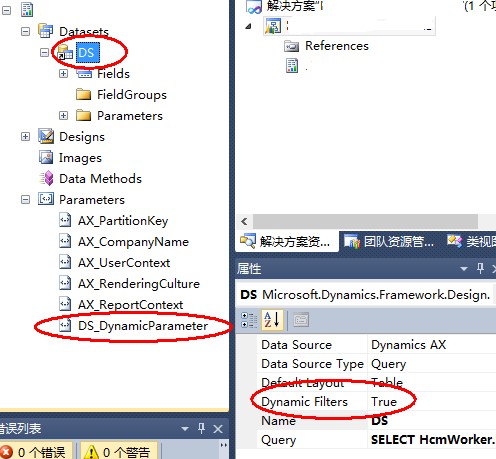 Datasets
DS
Fields
FieldGroups
Parameters
Designs
Images
Data Methods
Parameters
AX_PartitionKey
AX_CompanyName
AX_UserContext
AX_RenderingCulture
AX_ReportContext
DS_DynamicParameter
错误列表
0 个错误
0 个警告
解决方案"
"(1 个项
References
解决方案资...
团队资源管...
类视图
属性
DS Microsoft.Dynamics.Framework.Design.
Data Source Dynamics AX
Data Source Type Query
Default Layout Table
Dynamic Filters True
Name DS
Query SELECT HcmWorker.